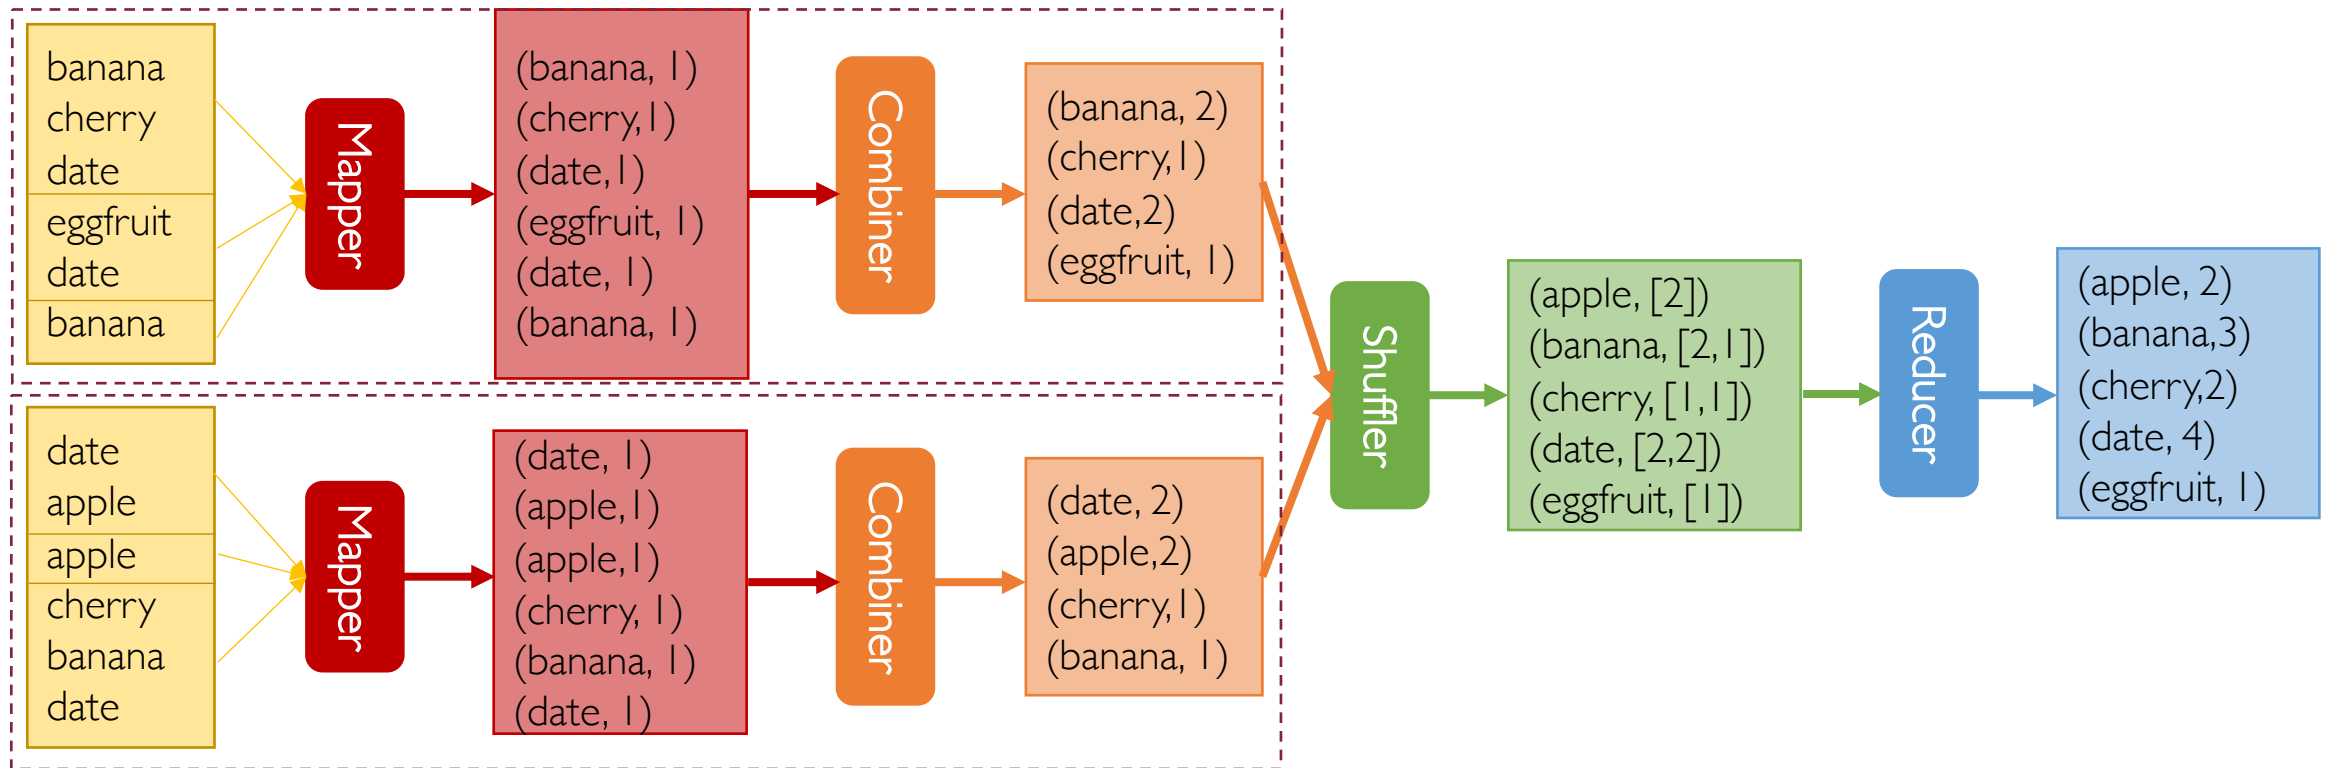 banana
cherry
date
eggfruit
date
banana
Mapper
(banana, 1)
(cherry,1)
(date,1)
(eggfruit, 1)
(date, 1)
(banana, 1)
Combiner
(banana, 2)
(cherry,1)
(date,2)
(eggfruit, 1)
date
apple
apple
cherry
banana
date
Mapper
(date, 1)
(apple,1)
(apple,1)
(cherry, 1)
(banana, 1)
(date, 1)
Combiner
(date, 2)
(apple,2)
(cherry,1)
(banana, 1)
Shuffler
(apple, [2])
(banana, [2,1])
(cherry, [1,1])
(date, [2,2])
(eggfruit, [1])
Reducer
(apple, 2)
(banana,3)
(cherry,2)
(date, 4)
(eggfruit, 1)